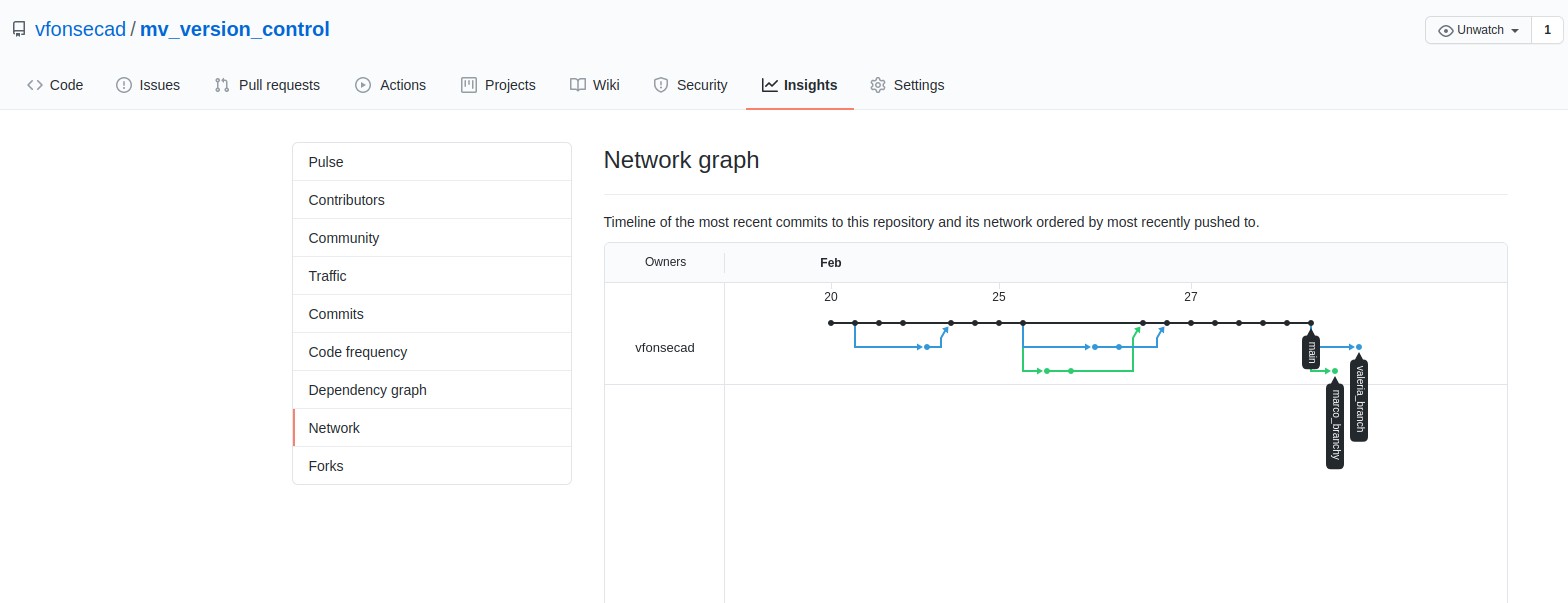 vfonsecad / mv_version_control
Unwatch 1
Code Issues Pull requests Actions Projects Wiki Security Insights Settings
Pulse
Contributors
Community
Traffic
Commits
Code frequency
Dependency graph
Network
Forks
Network graph
Timeline of the most recent commits to this repository and its network ordered by most recently pushed to.
Owners Feb
20 25 27
vfonsecad
main
valeria_branch
marco_branchy